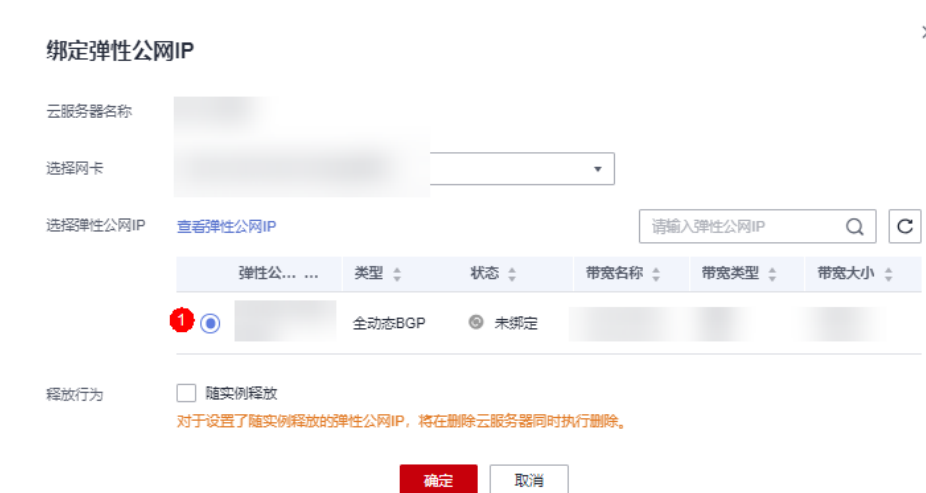 绑定弹性公网IP
云服务器名称
选择网卡
选择弹性公网IP 查看弹性公网IP 请输入弹性公网IP
弹性公... ... 类型 状态 带宽名称 带宽类型 带宽大小
1 全动态BGP 未绑定
释放行为 随实例释放
对于设置了随实例释放的弹性公网IP，将在删除云服务器同时执行删除。
确定 取消